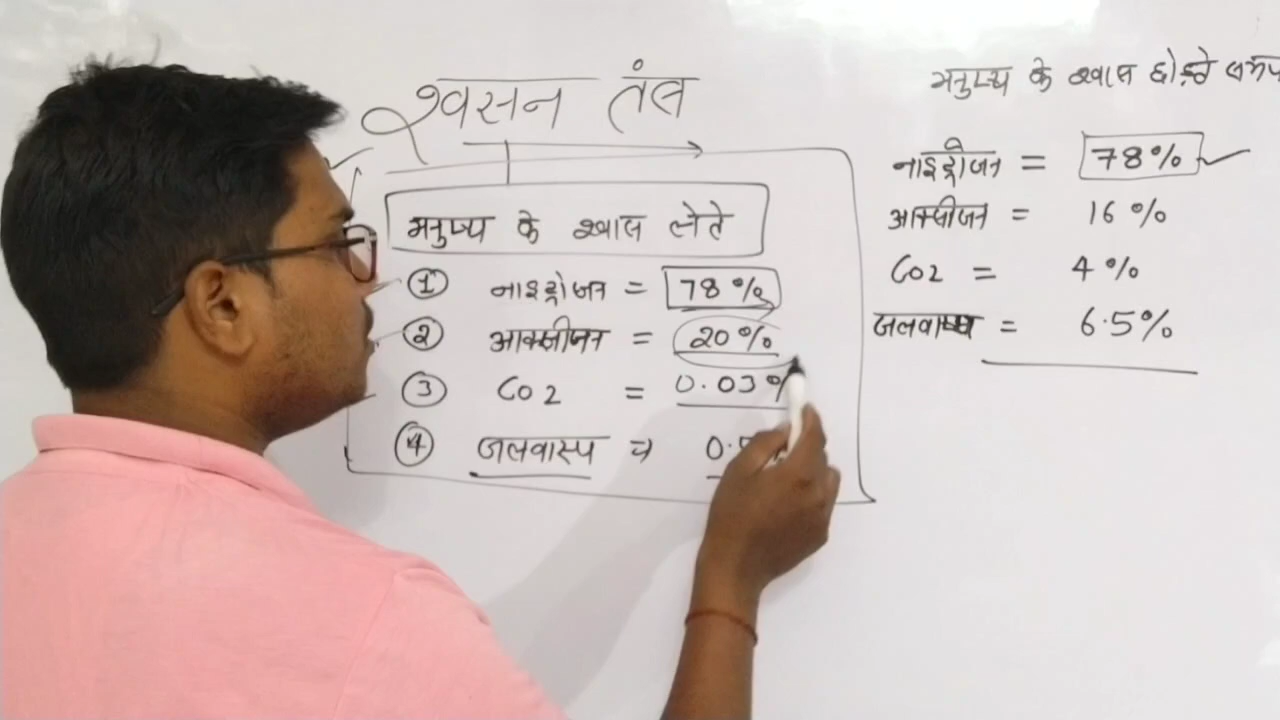 श्वसन तंत्र
मनुष्य के श्वास लेते
① नाइट्रोजन = 78%
② आक्सीजन = 20%
③ CO2 = 0.03%
④ जलवास्प →
मनुष्य के श्वास छोड़ते समय
नाइट्रोजन = 78%
आक्सीजन = 16%
CO2 = 4%
जलवाष्प = 6.5%